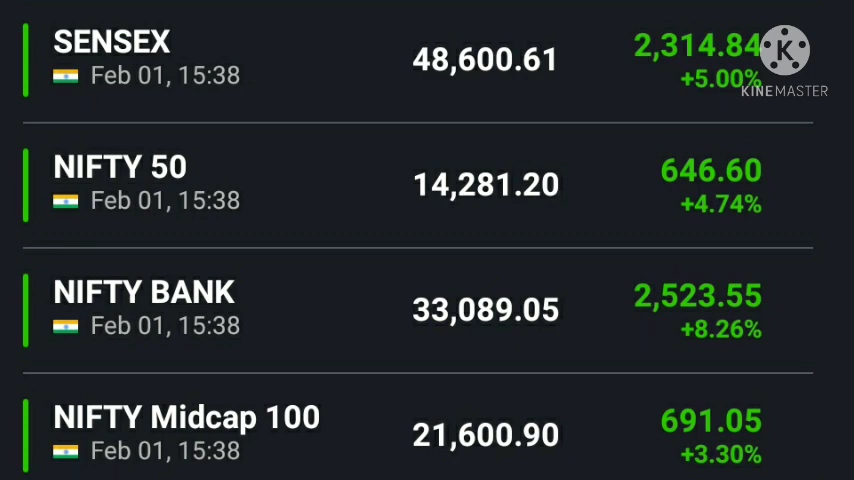 SENSEX 48,600.61 2,314.84
Feb 01, 15:38 +5.00%
K
KINEMASTER
NIFTY 50 14,281.20 646.60
Feb 01, 15:38 +4.74%
NIFTY BANK 33,089.05 2,523.55
Feb 01, 15:38 +8.26%
NIFTY Midcap 100 21,600.90 691.05
Feb 01, 15:38 +3.30%